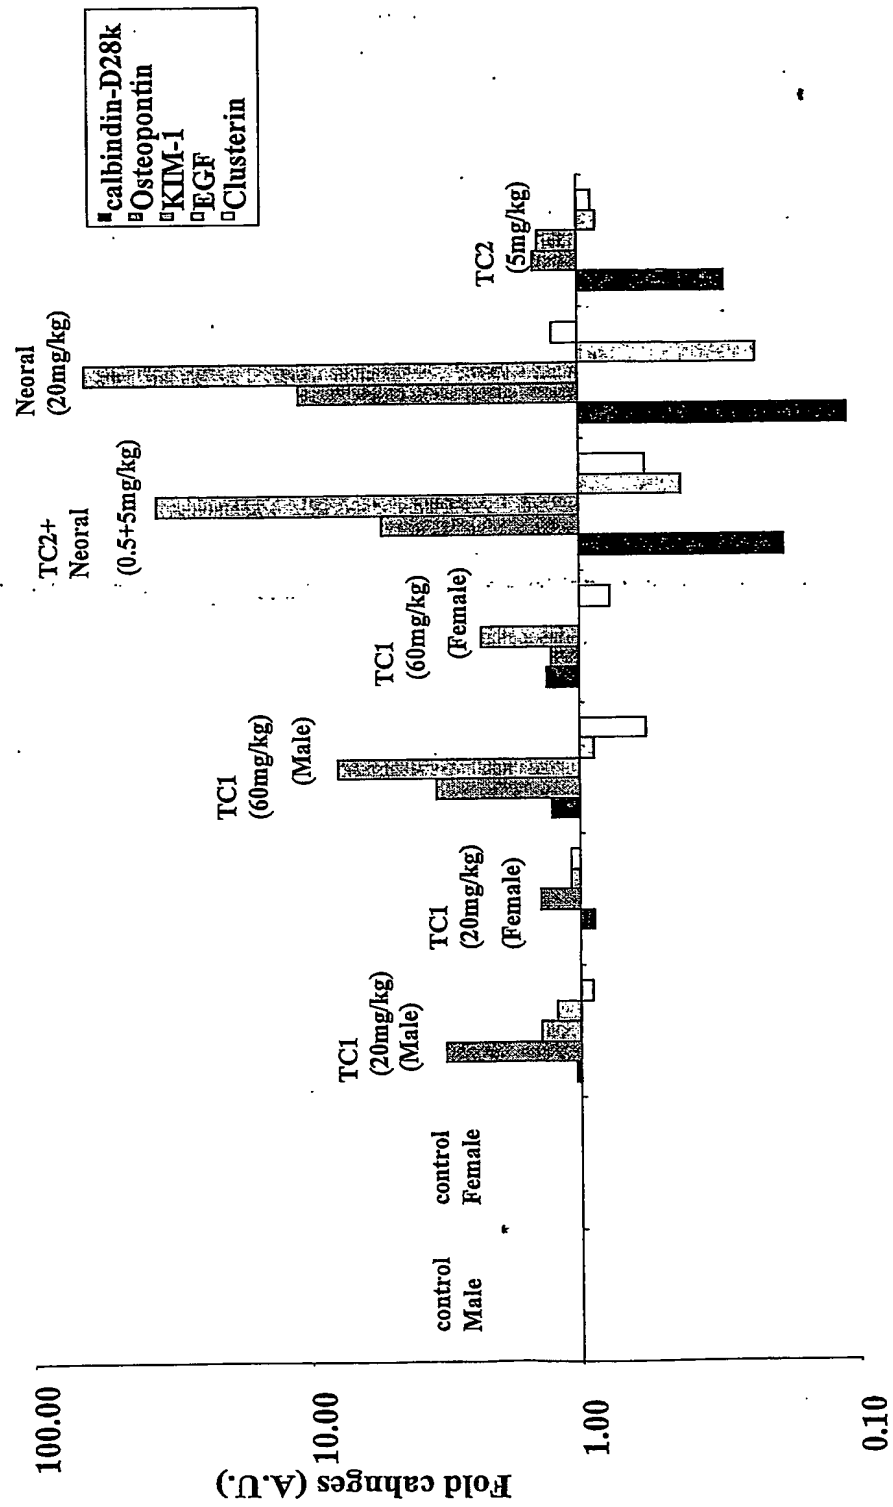 calbindin-D28k
Osteopontin
KIM-1
EGF
Clusterin
Fold cahnges (A.U.)
100.00
10.00
1.00
0.10
control
Male
control
Female
TC1
(20mg/kg)
(Male)
TC1
(20mg/kg)
(Female)
TC1
(60mg/kg)
(Male)
TC1
(60mg/kg)
(Female)
TC2+
Neoral
(0.5+5mg/kg)
Neoral
(20mg/kg)
TC2
(5mg/kg)